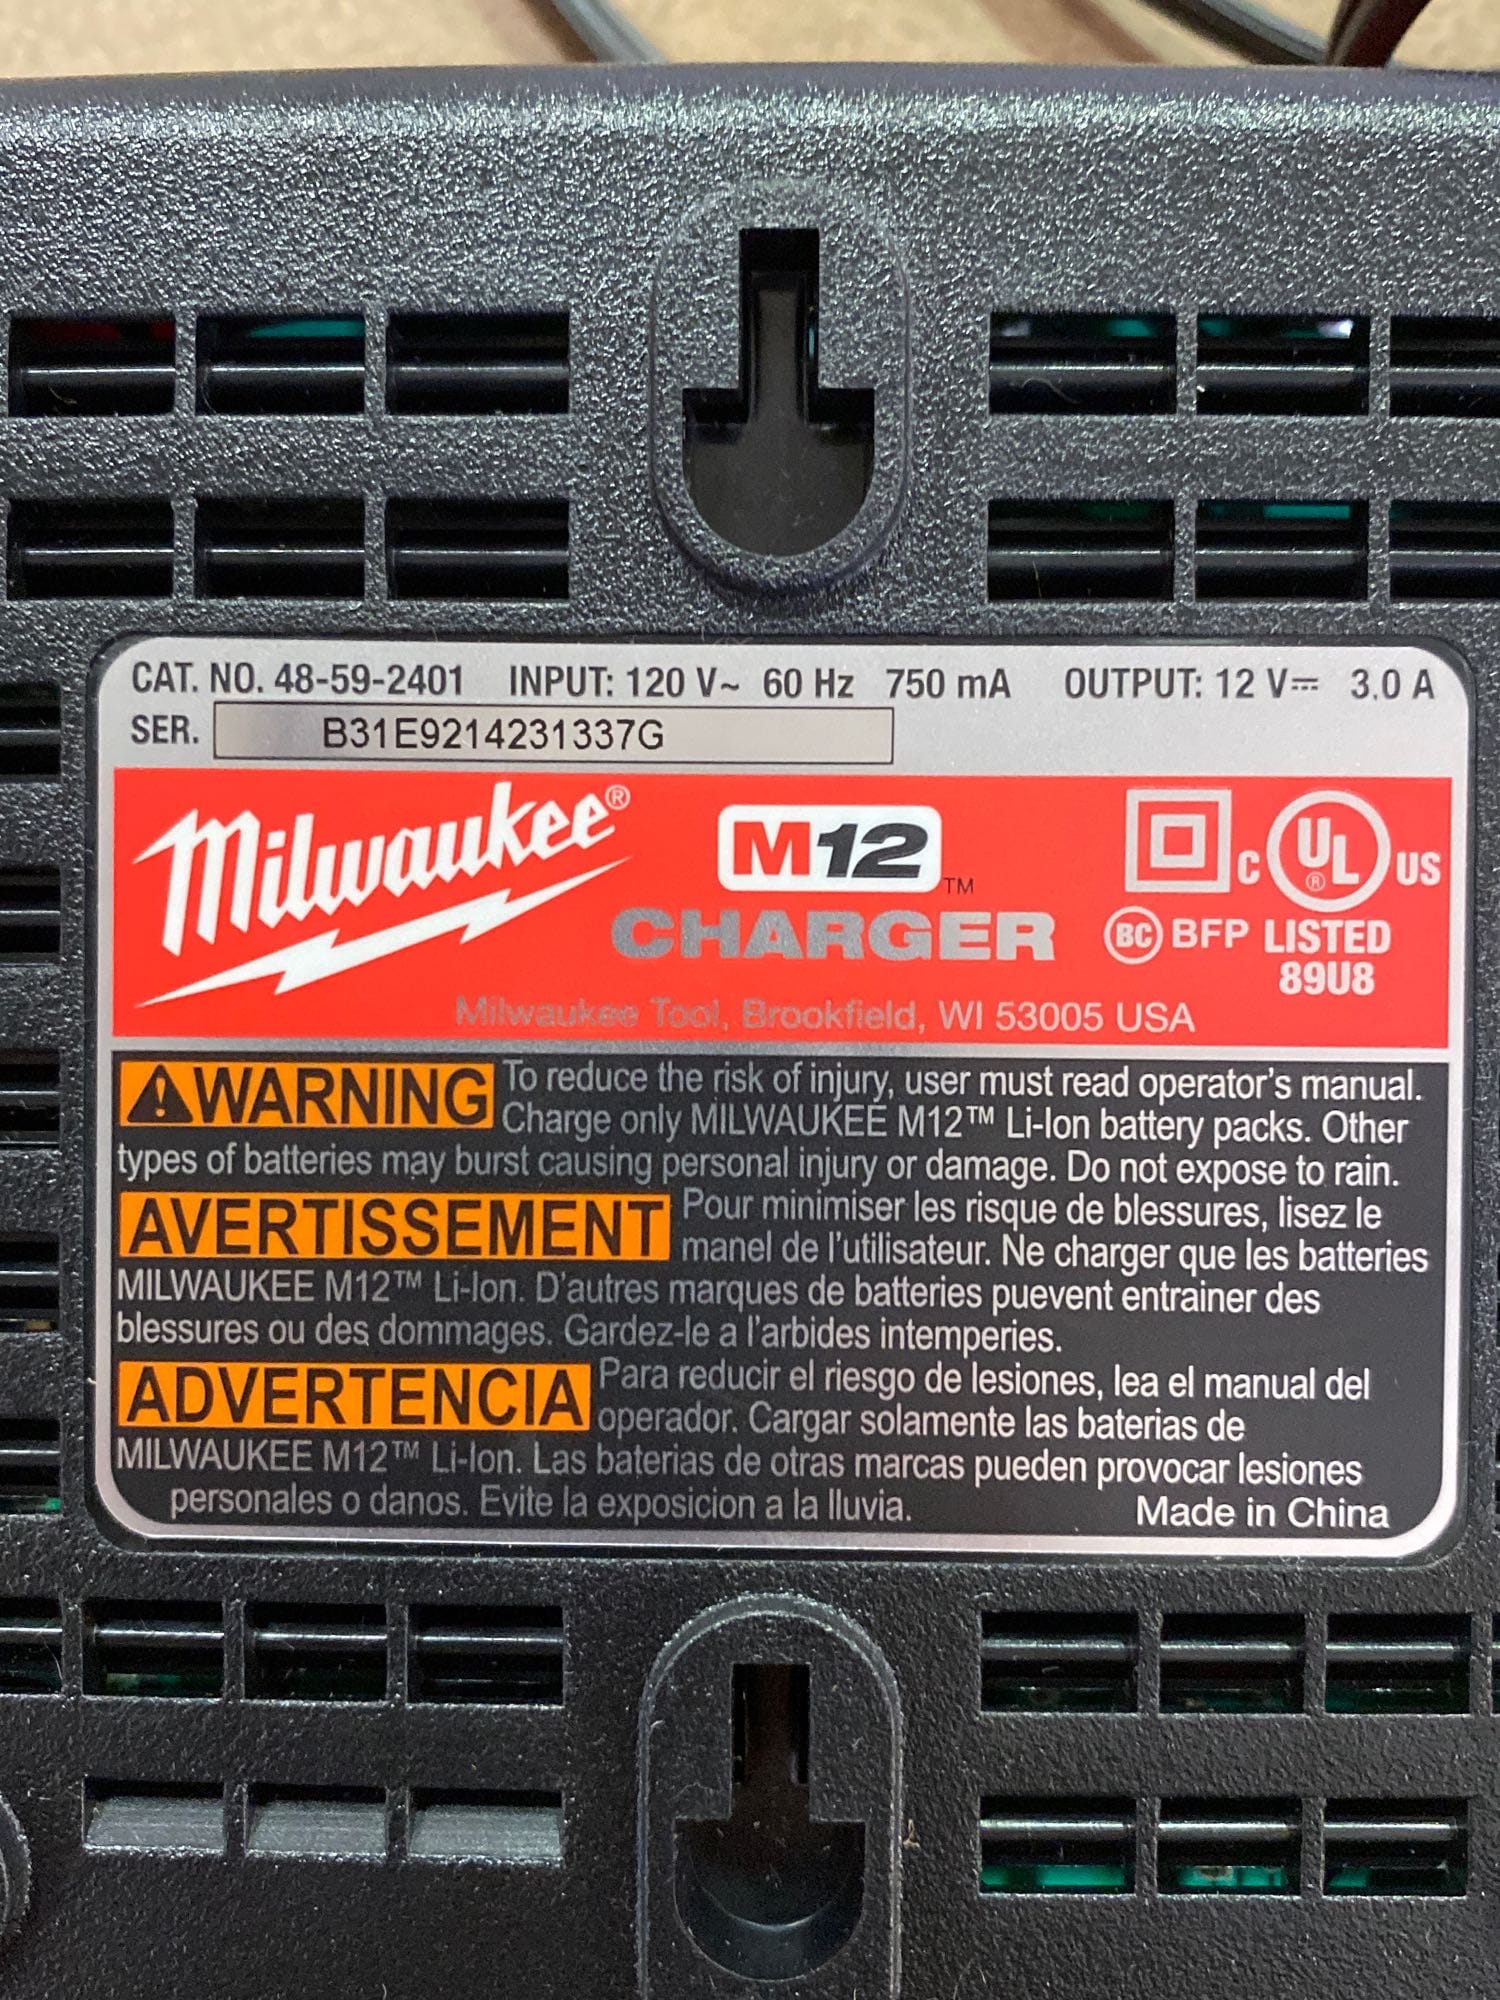 CAT. NO. 48-59-2401 INPUT: 120 V~ 60 Hz 750 mA OUTPUT: 12 V⎓ 3.0 A
SER. B31E9214231337G
Milwaukee®
M12™
CHARGER
C UL® US
BC BFP LISTED
89U8
Milwaukee Tool, Brookfield, WI 53005 USA
⚠WARNING To reduce the risk of injury, user must read operator's manual.
Charge only MILWAUKEE M12™ Li-Ion battery packs. Other
types of batteries may burst causing personal injury or damage. Do not expose to rain.
AVERTISSEMENT Pour minimiser les risque de blessures, lisez le
manel de l'utilisateur. Ne charger que les batteries
MILWAUKEE M12™ Li-Ion. D'autres marques de batteries puevent entrainer des
blessures ou des dommages. Gardez-le a l'arbides intemperies.
ADVERTENCIA Para reducir el riesgo de lesiones, lea el manual del
operador. Cargar solamente las baterias de
MILWAUKEE M12™ Li-Ion. Las baterias de otras marcas pueden provocar lesiones
personales o danos. Evite la exposicion a la lluvia. Made in China